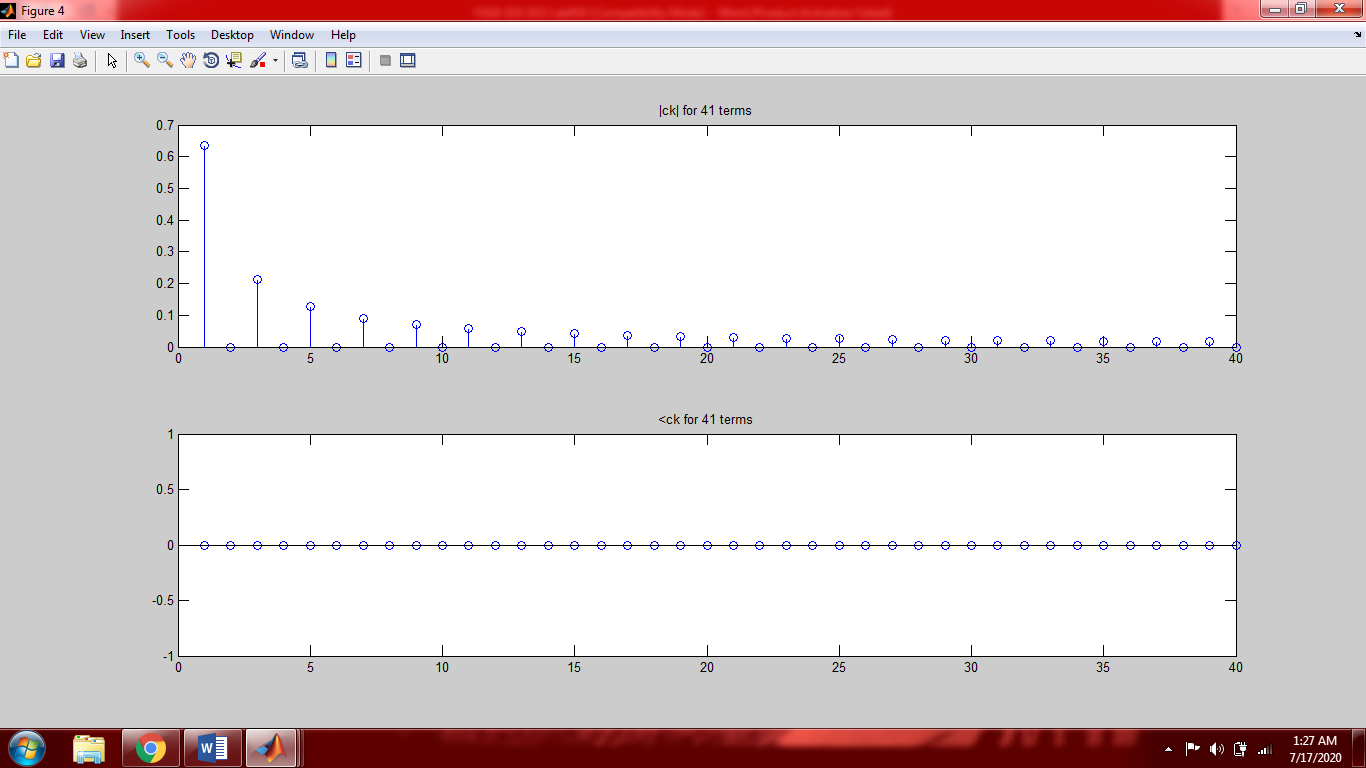 Figure 4
File Edit View Insert Tools Desktop Window Help
|ck| for 41 terms
0.7
0.6
0.5
0.4
0.3
0.2
0.1
0
0 5 10 15 20 25 30 35 40
<ck for 41 terms
1
0.5
0
-0.5
-1
0 5 10 15 20 25 30 35 40
1:27 AM
7/17/2020